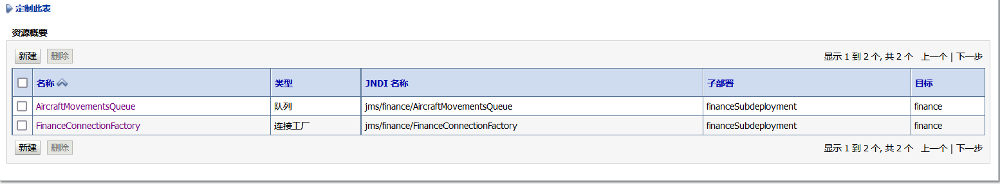 定制此表
资源概要
新建 删除 显示 1 到 2 个, 共 2 个 上一个 | 下一步
名称 类型 JNDI 名称 子部署 目标
AircraftMovementsQueue 队列 jms/finance/AircraftMovementsQueue financeSubdeployment finance
FinanceConnectionFactory 连接工厂 jms/finance/FinanceConnectionFactory financeSubdeployment finance
新建 删除 显示 1 到 2 个, 共 2 个 上一个 | 下一步